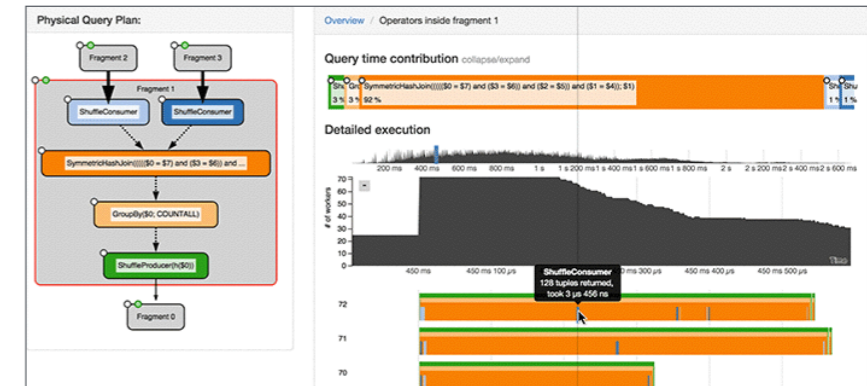 Physical Query Plan:
Fragment 2
Fragment 3
Fragment 1
ShuffleConsumer
ShuffleConsumer
SymmetricHashJoin(((((($0 = $7) and ($3 = $6)) and ...
GroupBy($0; COUNTALL)
ShuffleProducer(h($0))
Fragment 0
Overview / Operators inside fragment 1
Query time contribution collapse/expand
Shu
3 %
Gr
3 %
SymmetricHashJoin(((((($0 = $7) and ($3 = $6)) and ($2 = $5)) and ($1 = $4)); $1)
92 %
Sh
1 %
Shu
1 %
Detailed execution
200 ms 400 ms 600 ms 800 ms 1 s 1 s 200 ms 1 s 400 ms 1 s 600 ms 1 s 800 ms 2 s 2 s 200 ms 2 s 400 ms 2 s 600 ms
# of workers
70
60
50
40
30
20
10
0
-
Time
450 ms 450 ms 100 µs ms 300 µs 450 ms 400 µs 450 ms 500 µs
ShuffleConsumer
128 tuples returned,
took 3 µs 456 ns
72
71
70